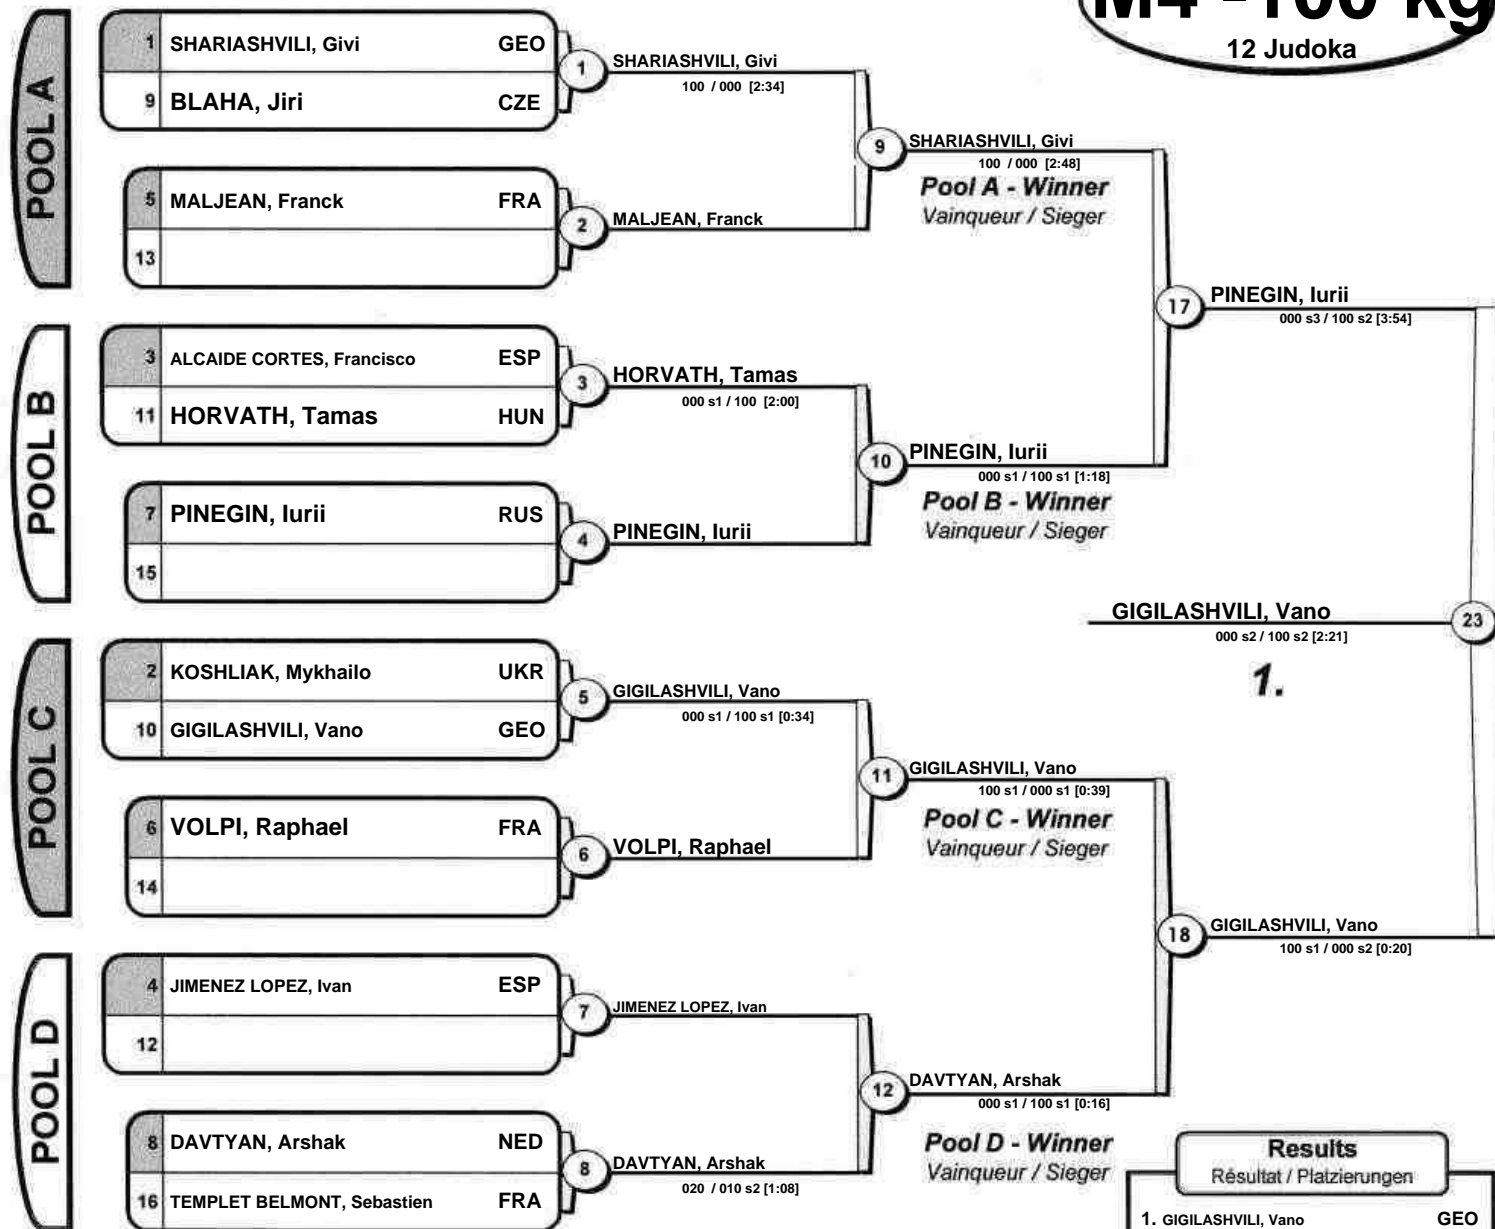 M4 -100 kg
12 Judoka
POOL A
1 SHARIASHVILI, Givi GEO
9 BLAHA, Jiri CZE
5 MALJEAN, Franck FRA
13
1 SHARIASHVILI, Givi
100 / 000 [2:34]
2 MALJEAN, Franck
9 SHARIASHVILI, Givi
100 / 000 [2:48]
Pool A - Winner
Vainqueur / Sieger
POOL B
3 ALCAIDE CORTES, Francisco ESP
11 HORVATH, Tamas HUN
7 PINEGIN, Iurii RUS
15
3 HORVATH, Tamas
000 s1 / 100 [2:00]
4 PINEGIN, Iurii
10 PINEGIN, Iurii
000 s1 / 100 s1 [1:18]
Pool B - Winner
Vainqueur / Sieger
17 PINEGIN, Iurii
000 s3 / 100 s2 [3:54]
GIGILASHVILI, Vano 23
000 s2 / 100 s2 [2:21]
1.
POOL C
2 KOSHLIAK, Mykhailo UKR
10 GIGILASHVILI, Vano GEO
6 VOLPI, Raphael FRA
14
5 GIGILASHVILI, Vano
000 s1 / 100 s1 [0:34]
6 VOLPI, Raphael
11 GIGILASHVILI, Vano
100 s1 / 000 s1 [0:39]
Pool C - Winner
Vainqueur / Sieger
18 GIGILASHVILI, Vano
100 s1 / 000 s2 [0:20]
POOL D
4 JIMENEZ LOPEZ, Ivan ESP
12
8 DAVTYAN, Arshak NED
16 TEMPLET BELMONT, Sebastien FRA
7 JIMENEZ LOPEZ, Ivan
8 DAVTYAN, Arshak
020 / 010 s2 [1:08]
12 DAVTYAN, Arshak
000 s1 / 100 s1 [0:16]
Pool D - Winner
Vainqueur / Sieger
Results
Résultat / Platzierungen
1. GIGILASHVILI, Vano GEO